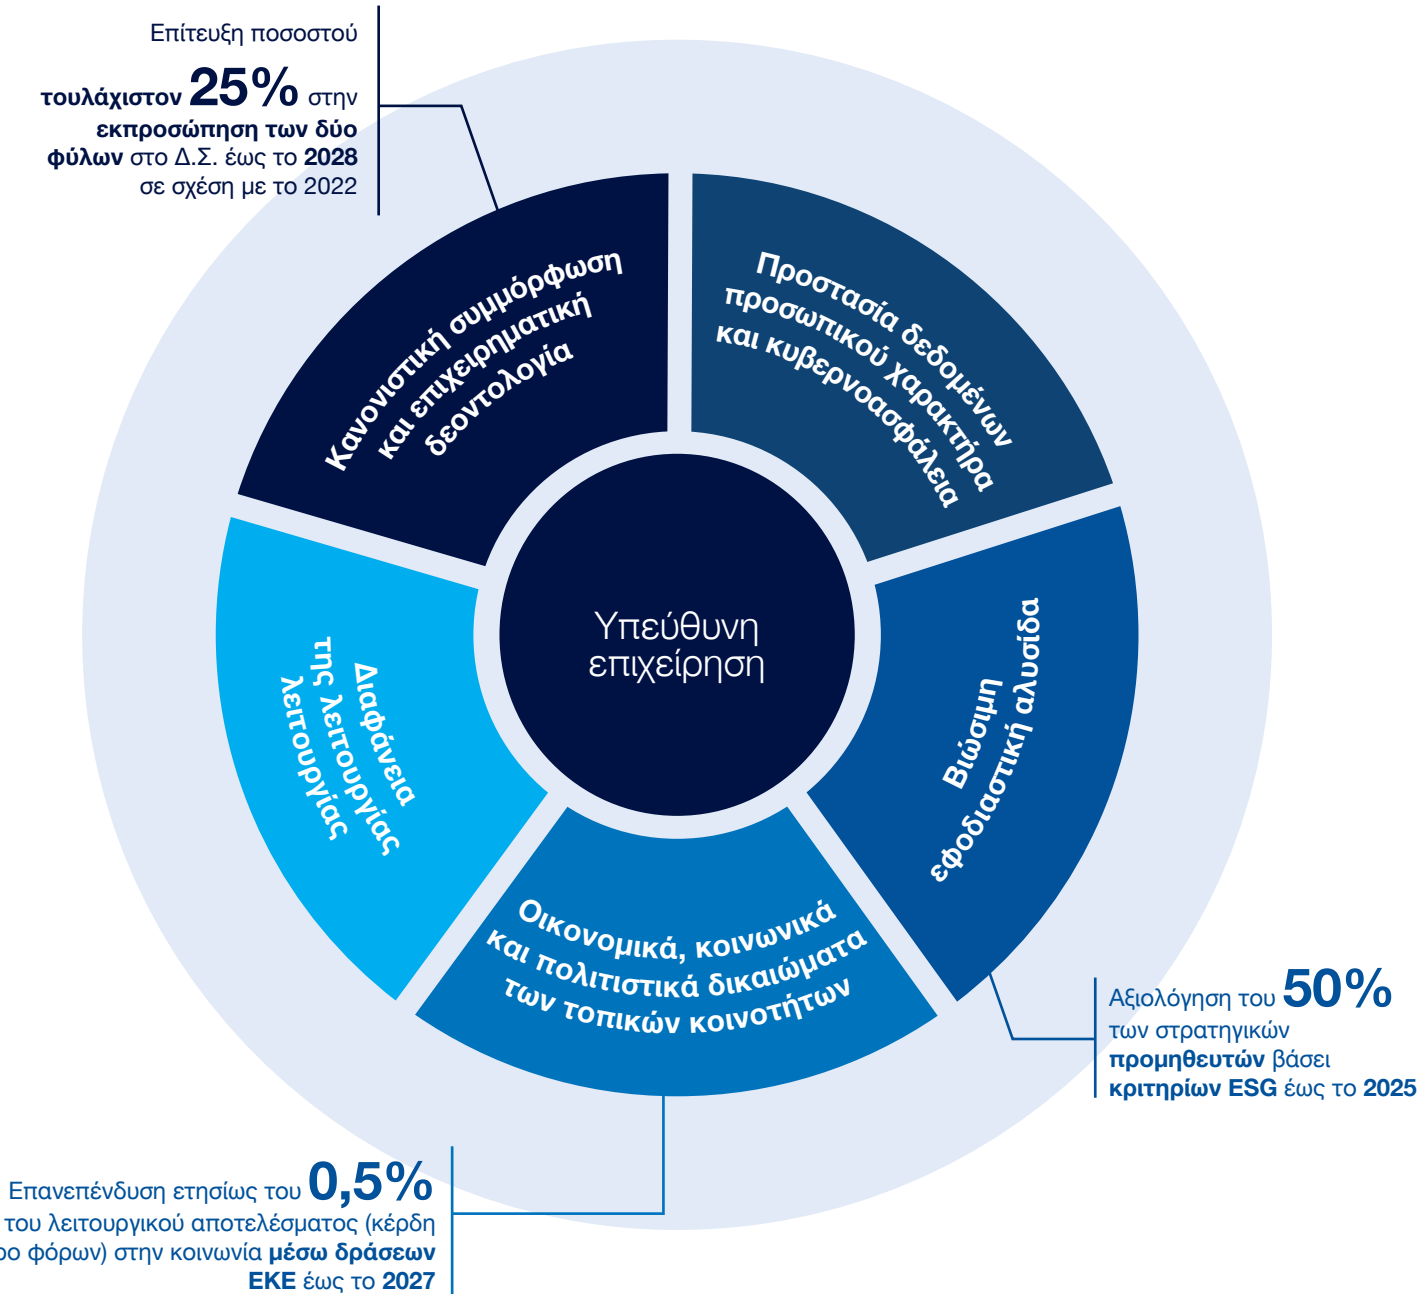 Επίτευξη ποσοστού
τουλάχιστον 25% στην
εκπροσώπηση των δύο
φύλων στο Δ.Σ. έως το 2028
σε σχέση με το 2022
Κανονιστική συμμόρφωση
και επιχειρηματική
δεοντολογία
Προστασία δεδομένων
προσωπικού χαρακτήρα
και κυβερνοασφάλεια
Υπεύθυνη
επιχείρηση
Διαφάνεια
της λειτουργίας
λειτουργίας
Βιώσιμη
εφοδιαστική αλυσίδα
Οικονομικά, κοινωνικά
και πολιτιστικά δικαιώματα
των τοπικών κοινοτήτων
Αξιολόγηση του 50%
των στρατηγικών
προμηθευτών βάσει
κριτηρίων ESG έως το 2025
Επανεπένδυση ετησίως του 0,5%
του λειτουργικού αποτελέσματος (κέρδη
ρο φόρων) στην κοινωνία μέσω δράσεων
ΕΚΕ έως το 2027